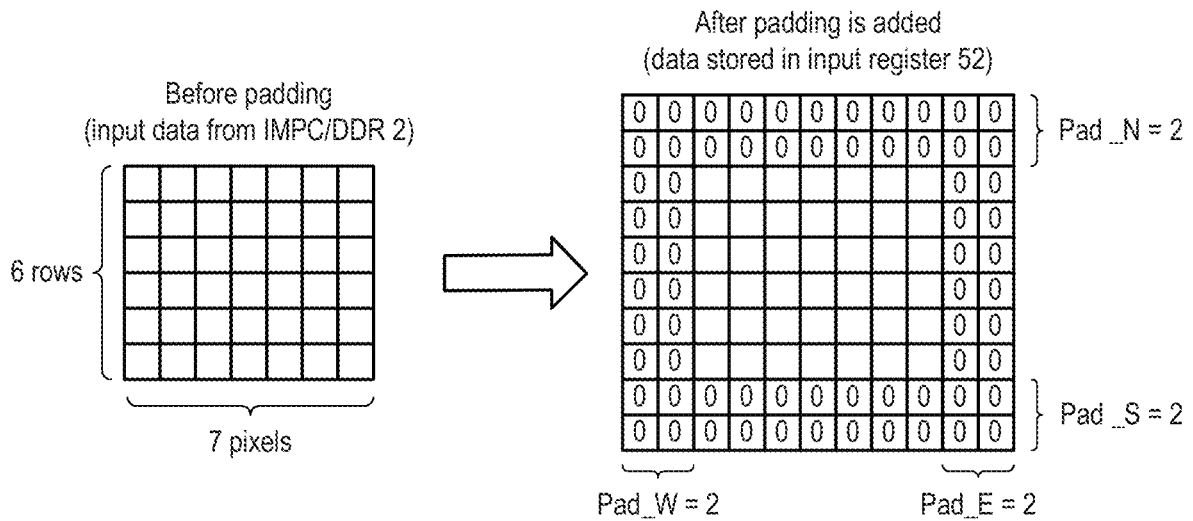 Before padding
(input data from IMPC/DDR 2)
6 rows
7 pixels
After padding is added
(data stored in input register 52)
0 0 0 0 0 0 0 0 0 0 0
0 0 0 0 0 0 0 0 0 0 0
0 0 0 0
0 0 0 0
0 0 0 0
0 0 0 0
0 0 0 0
0 0 0 0
0 0 0 0 0 0 0 0 0 0 0
0 0 0 0 0 0 0 0 0 0 0
Pad _N = 2
Pad _S = 2
Pad_W = 2
Pad_E = 2